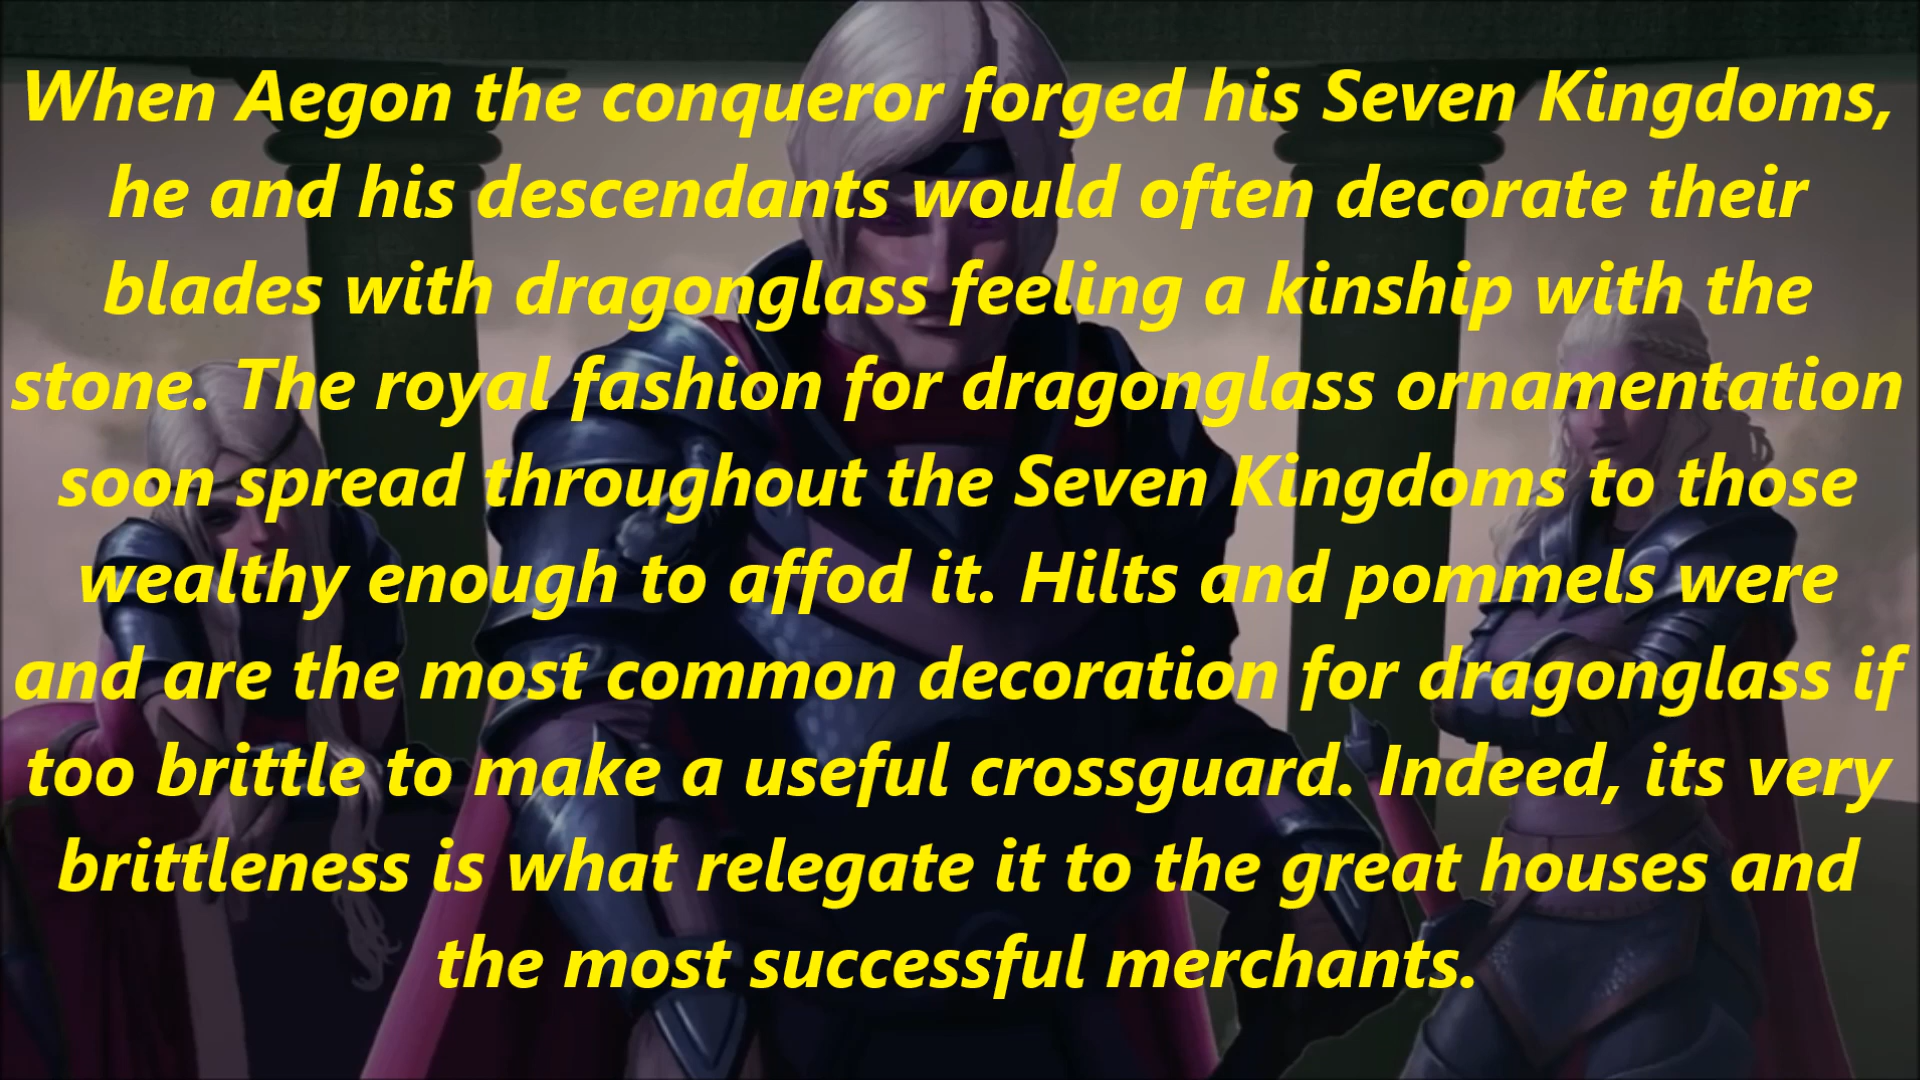 When Aegon the conqueror forged his Seven Kingdoms,
he and his descendants would often decorate their
blades with dragonglass feeling a kinship with the
stone. The royal fashion for dragonglass ornamentation
soon spread throughout the Seven Kingdoms to those
wealthy enough to affod it. Hilts and pommels were
and are the most common decoration for dragonglass if
too brittle to make a useful crossguard. Indeed, its very
brittleness is what relegate it to the great houses and
the most successful merchants.